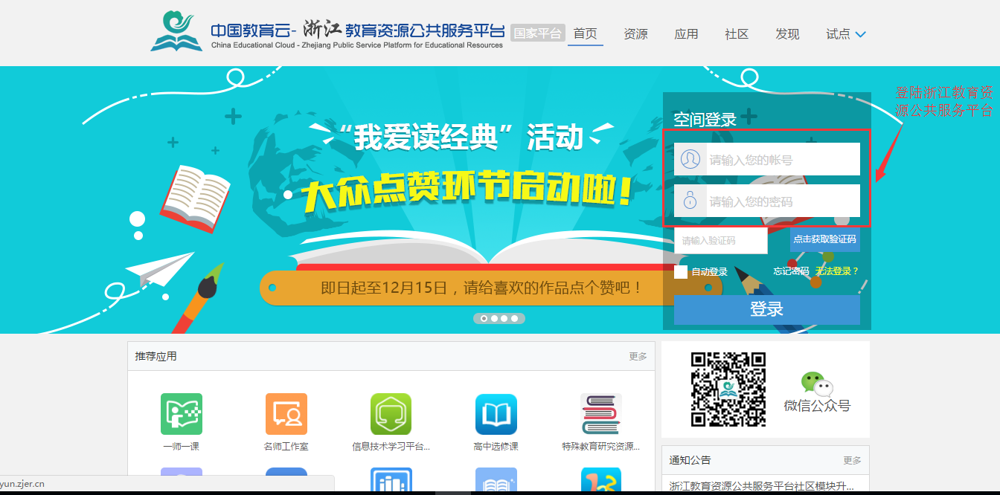 中国教育云- 浙江 教育资源公共服务平台
China Educational Cloud - Zhejiang Public Service Platform for Educational Resources
国家平台 首页 资源 应用 社区 发现 试点
登陆浙江教育资
源公共服务平台
空间登录
“我爱读经典”活动
请输入您的帐号
大众点赞环节启动啦！
请输入您的密码
请输入验证码 点击获取验证码
自动登录 忘记密码 无法登录？
即日起至12月15日，请给喜欢的作品点个赞吧！
登录
推荐应用 更多
微信公众号
一师一课 名师工作室 信息技术学习平台... 高中选修课 特殊教育研究资源...
通知公告 更多
浙江教育资源公共服务平台社区模块升...
yun.zjer.cn